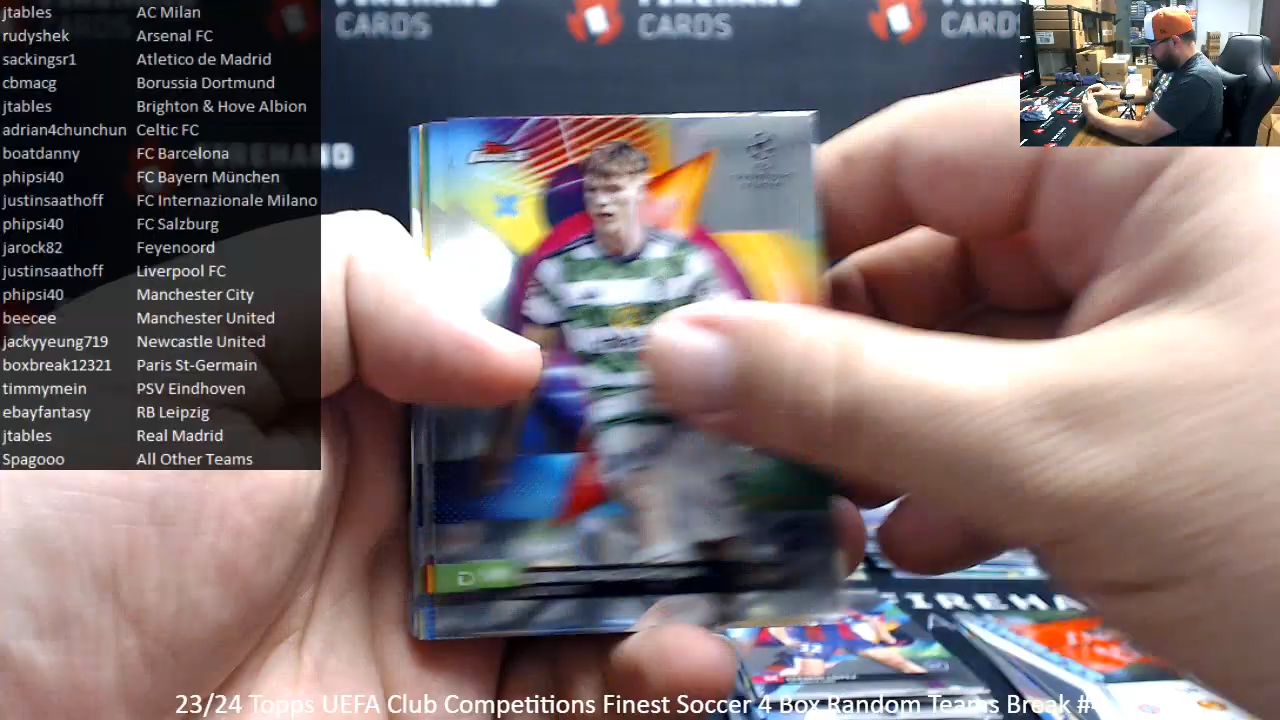 jtables AC Milan
rudyshek Arsenal FC
sackingsr1 Atletico de Madrid
cbmacg Borussia Dortmund
jtables Brighton & Hove Albion
adrian4chunchun Celtic FC
boatdanny FC Barcelona
phipsi40 FC Bayern München
justinsaathoff FC Internazionale Milano
phipsi40 FC Salzburg
jarock82 Feyenoord
justinsaathoff Liverpool FC
phipsi40 Manchester City
beecee Manchester United
jackyyeung719 Newcastle United
boxbreak12321 Paris St-Germain
timmymein PSV Eindhoven
ebayfantasy RB Leipzig
jtables Real Madrid
Spagooo All Other Teams
CARDS
CARDS
CARDS
D
FIREHA
23/24 Topps UEFA Club Competitions Finest Soccer 4 Box Random Teams Break #